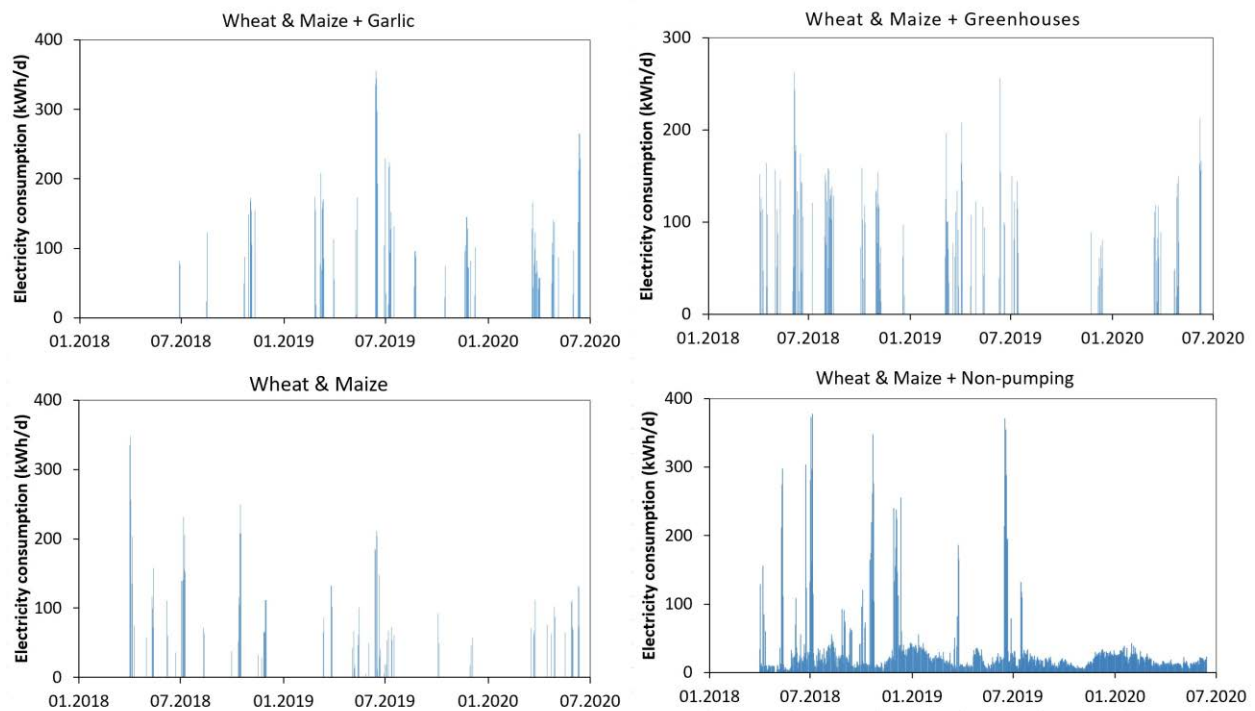 Wheat & Maize + Garlic
Electricity consumption (kWh/d)
400
300
200
100
0
01.2018 07.2018 01.2019 07.2019 01.2020 07.2020
Wheat & Maize + Greenhouses
Electricity consumption (kWh/d)
300
200
100
0
01.2018 07.2018 01.2019 07.2019 01.2020 07.2020
Wheat & Maize
Electricity consumption (kWh/d)
400
300
200
100
0
01.2018 07.2018 01.2019 07.2019 01.2020 07.2020
Wheat & Maize + Non-pumping
Electricity consumption (kWh/d)
400
300
200
100
0
01.2018 07.2018 01.2019 07.2019 01.2020 07.2020